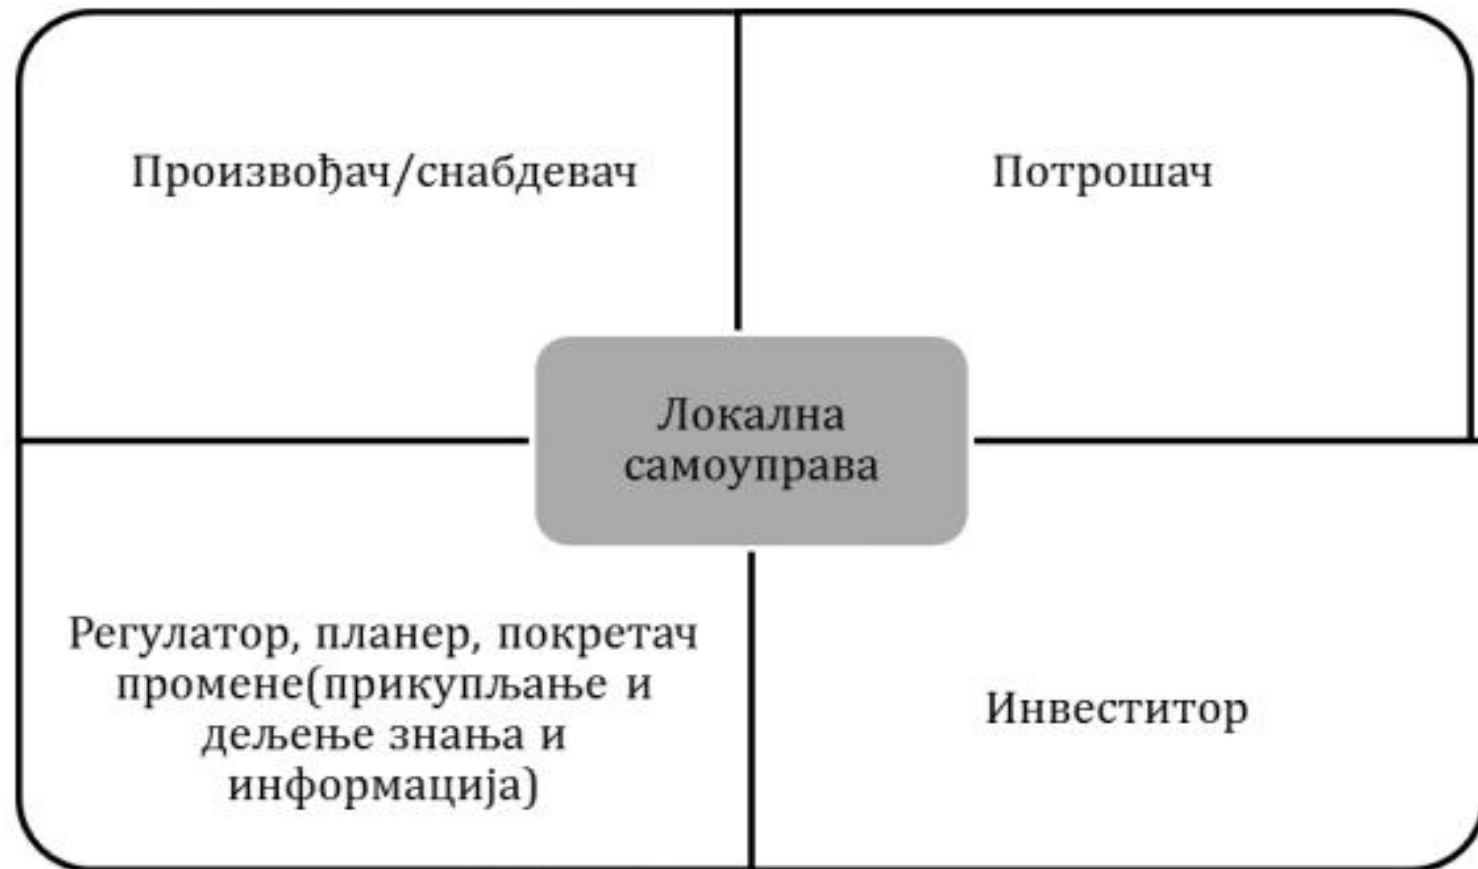 Произвођач/снабдевач
Потрошач
Локална
самоуправа
Регулатор, планер, покретач
промене(прикупљање и
дељење знања и
информација)
Инвеститор